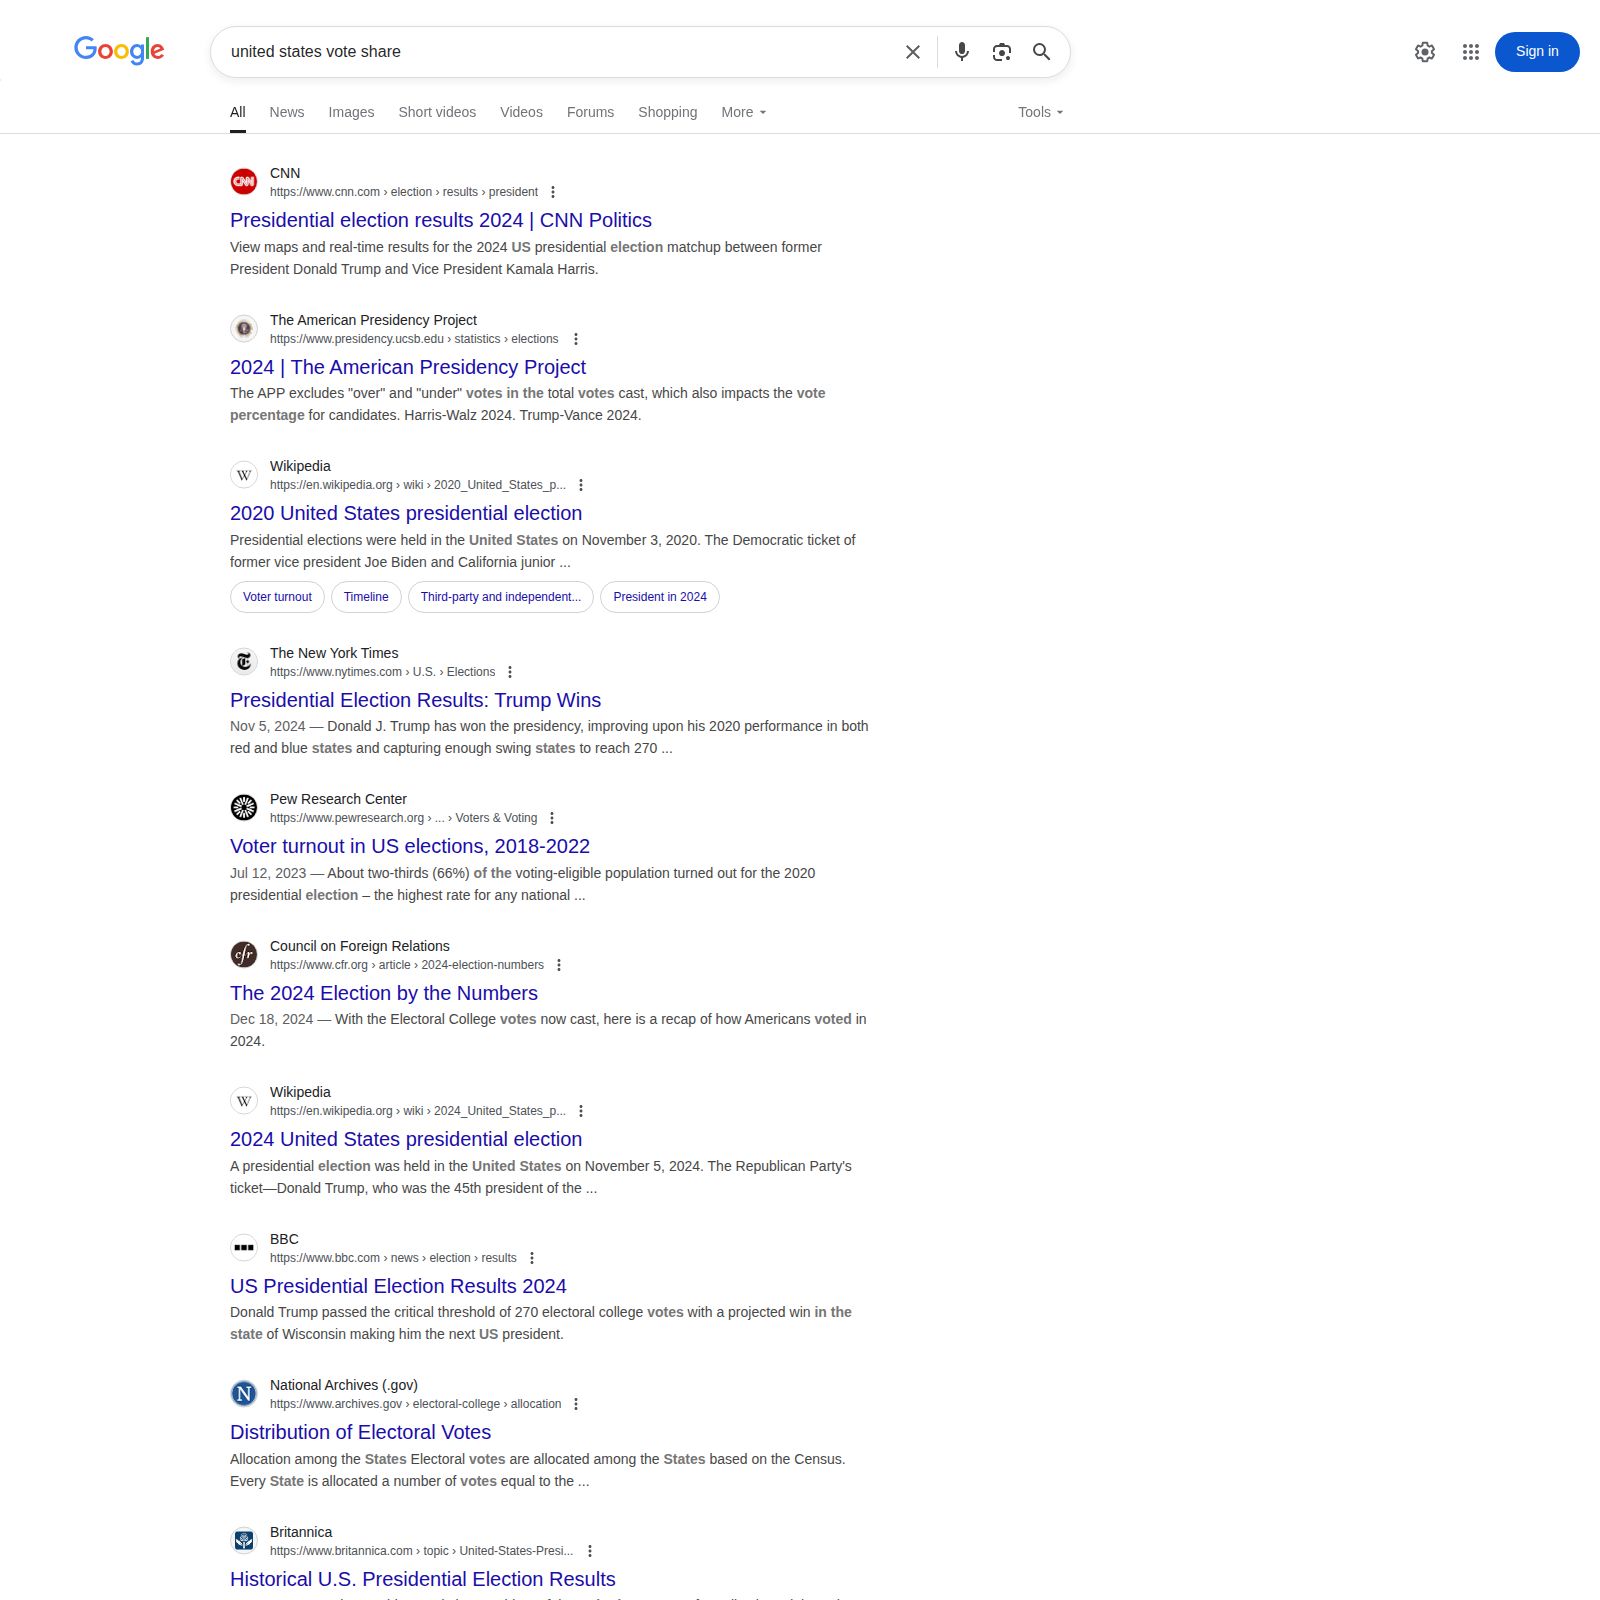 Google
united states vote share
Sign in
All News Images Short videos Videos Forums Shopping More Tools
CNN
CNN
https://www.cnn.com › election › results › president
Presidential election results 2024 | CNN Politics
View maps and real-time results for the 2024 US presidential election matchup between former
President Donald Trump and Vice President Kamala Harris.
The American Presidency Project
https://www.presidency.ucsb.edu › statistics › elections
2024 | The American Presidency Project
The APP excludes "over" and "under" votes in the total votes cast, which also impacts the vote
percentage for candidates. Harris-Walz 2024. Trump-Vance 2024.
W
Wikipedia
https://en.wikipedia.org › wiki › 2020_United_States_p...
2020 United States presidential election
Presidential elections were held in the United States on November 3, 2020. The Democratic ticket of
former vice president Joe Biden and California junior ...
Voter turnout Timeline Third-party and independent... President in 2024
T
The New York Times
https://www.nytimes.com › U.S. › Elections
Presidential Election Results: Trump Wins
Nov 5, 2024 — Donald J. Trump has won the presidency, improving upon his 2020 performance in both
red and blue states and capturing enough swing states to reach 270 ...
Pew Research Center
https://www.pewresearch.org › ... › Voters & Voting
Voter turnout in US elections, 2018-2022
Jul 12, 2023 — About two-thirds (66%) of the voting-eligible population turned out for the 2020
presidential election – the highest rate for any national ...
cfr
Council on Foreign Relations
https://www.cfr.org › article › 2024-election-numbers
The 2024 Election by the Numbers
Dec 18, 2024 — With the Electoral College votes now cast, here is a recap of how Americans voted in
2024.
W
Wikipedia
https://en.wikipedia.org › wiki › 2024_United_States_p...
2024 United States presidential election
A presidential election was held in the United States on November 5, 2024. The Republican Party's
ticket—Donald Trump, who was the 45th president of the ...
BBC
https://www.bbc.com › news › election › results
US Presidential Election Results 2024
Donald Trump passed the critical threshold of 270 electoral college votes with a projected win in the
state of Wisconsin making him the next US president.
N
National Archives (.gov)
https://www.archives.gov › electoral-college › allocation
Distribution of Electoral Votes
Allocation among the States Electoral votes are allocated among the States based on the Census.
Every State is allocated a number of votes equal to the ...
Britannica
https://www.britannica.com › topic › United-States-Presi...
Historical U.S. Presidential Election Results